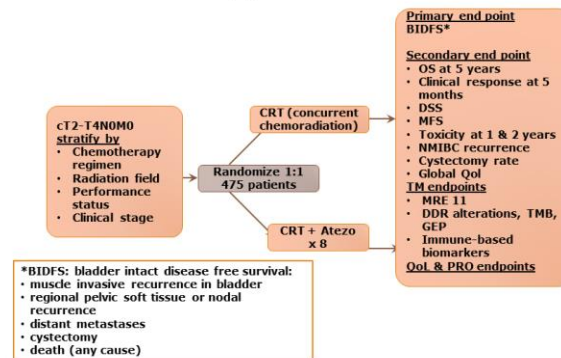 cT2-T4N0M0
stratify by
• Chemotherapy
regimen
• Radiation field
• Performance
status
• Clinical stage
Randomize 1:1
475 patients
CRT (concurrent
chemoradiation)
CRT + Atezo
x 8
Primary end point
BIDFS*
Secondary end point
• OS at 5 years
• Clinical response at 5
months
• DSS
• MFS
• Toxicity at 1 & 2 years
• NMIBC recurrence
• Cystectomy rate
• Global Qol
TM endpoints
• MRE 11
• DDR alterations, TMB,
GEP
• Immune-based
biomarkers
QoL & PRO endpoints
*BIDFS: bladder intact disease free survival:
• muscle invasive recurrence in bladder
• regional pelvic soft tissue or nodal
recurrence
• distant metastases
• cystectomy
• death (any cause)